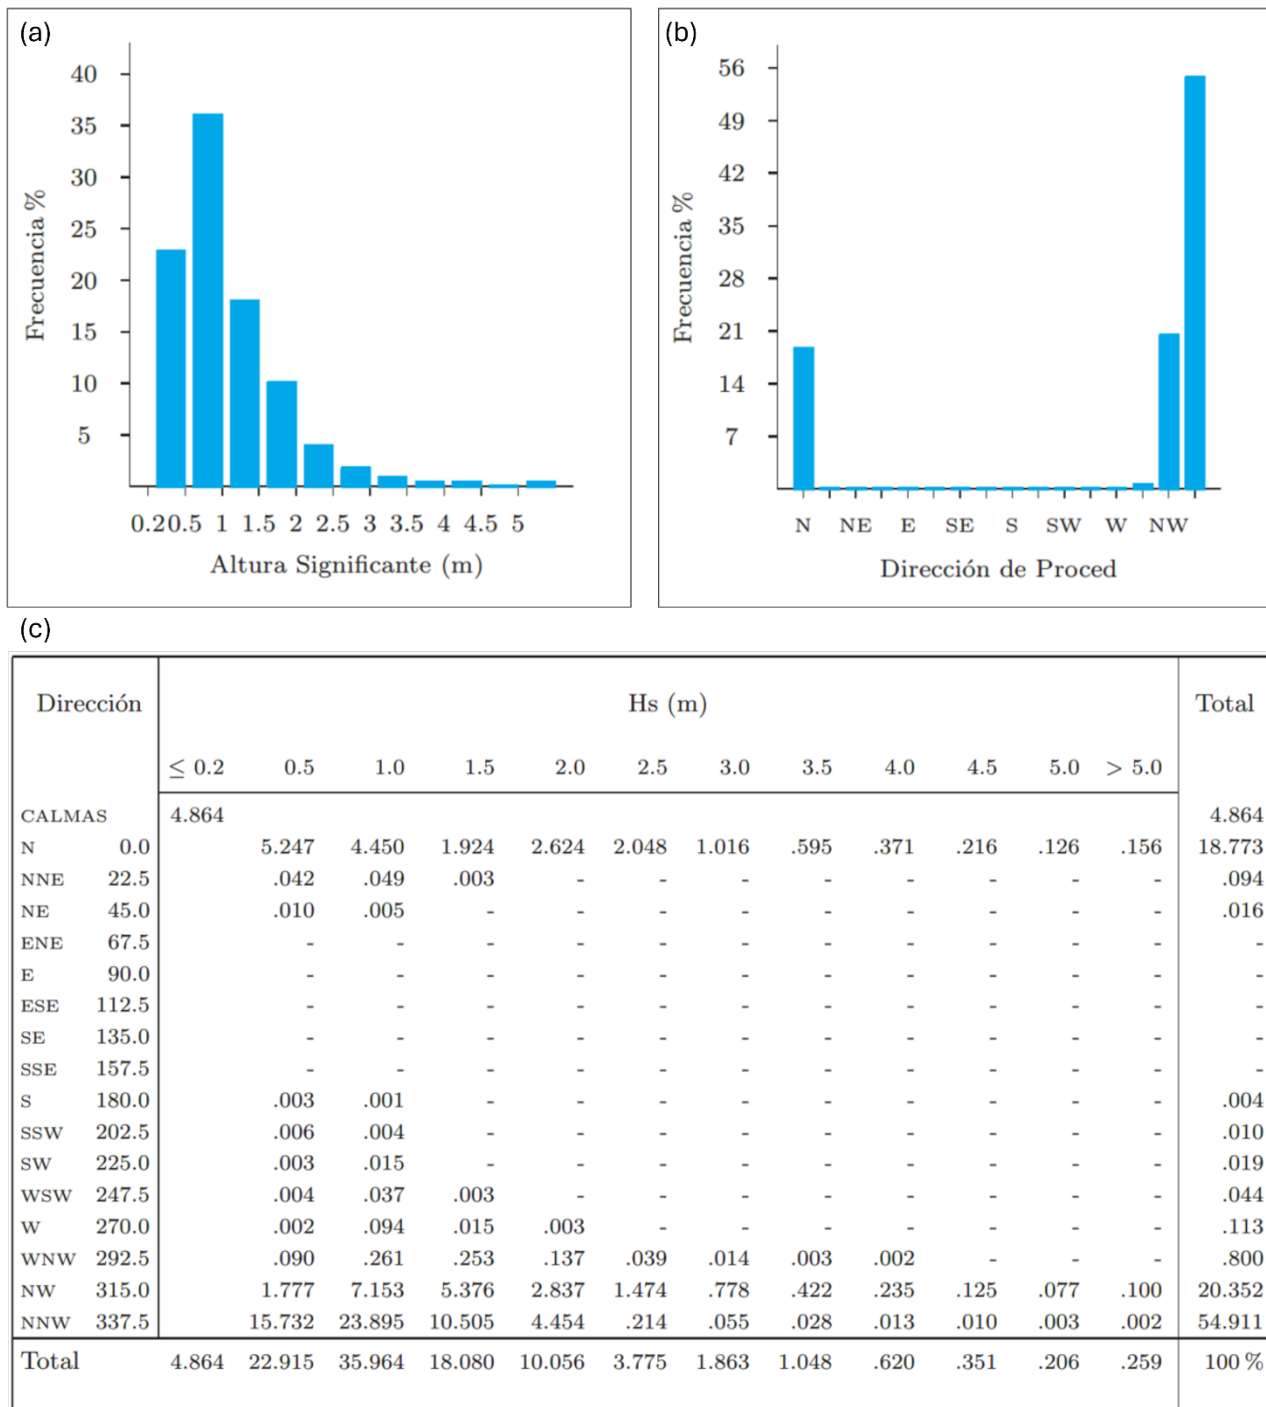 (a)
40
35
30
25
20
15
10
5
Frecuencia %
0.2 0.5 1 1.5 2 2.5 3 3.5 4 4.5 5
Altura Significante (m)
(b)
56
49
42
35
28
21
14
7
Frecuencia %
N NE E SE S SW W NW
Dirección de Proced
(c)
Dirección Hs (m) Total
≤ 0.2 0.5 1.0 1.5 2.0 2.5 3.0 3.5 4.0 4.5 5.0 > 5.0
CALMAS 4.864 4.864
N 0.0 5.247 4.450 1.924 2.624 2.048 1.016 .595 .371 .216 .126 .156 18.773
NNE 22.5 .042 .049 .003 - - - - - - - - .094
NE 45.0 .010 .005 - - - - - - - - - .016
ENE 67.5 - - - - - - - - - - - -
E 90.0 - - - - - - - - - - - -
ESE 112.5 - - - - - - - - - - - -
SE 135.0 - - - - - - - - - - - -
SSE 157.5 - - - - - - - - - - - -
S 180.0 .003 .001 - - - - - - - - - .004
SSW 202.5 .006 .004 - - - - - - - - - .010
SW 225.0 .003 .015 - - - - - - - - - .019
WSW 247.5 .004 .037 .003 - - - - - - - - .044
W 270.0 .002 .094 .015 .003 - - - - - - - .113
WNW 292.5 .090 .261 .253 .137 .039 .014 .003 .002 - - - .800
NW 315.0 1.777 7.153 5.376 2.837 1.474 .778 .422 .235 .125 .077 .100 20.352
NNW 337.5 15.732 23.895 10.505 4.454 .214 .055 .028 .013 .010 .003 .002 54.911
Total 4.864 22.915 35.964 18.080 10.056 3.775 1.863 1.048 .620 .351 .206 .259 100 %